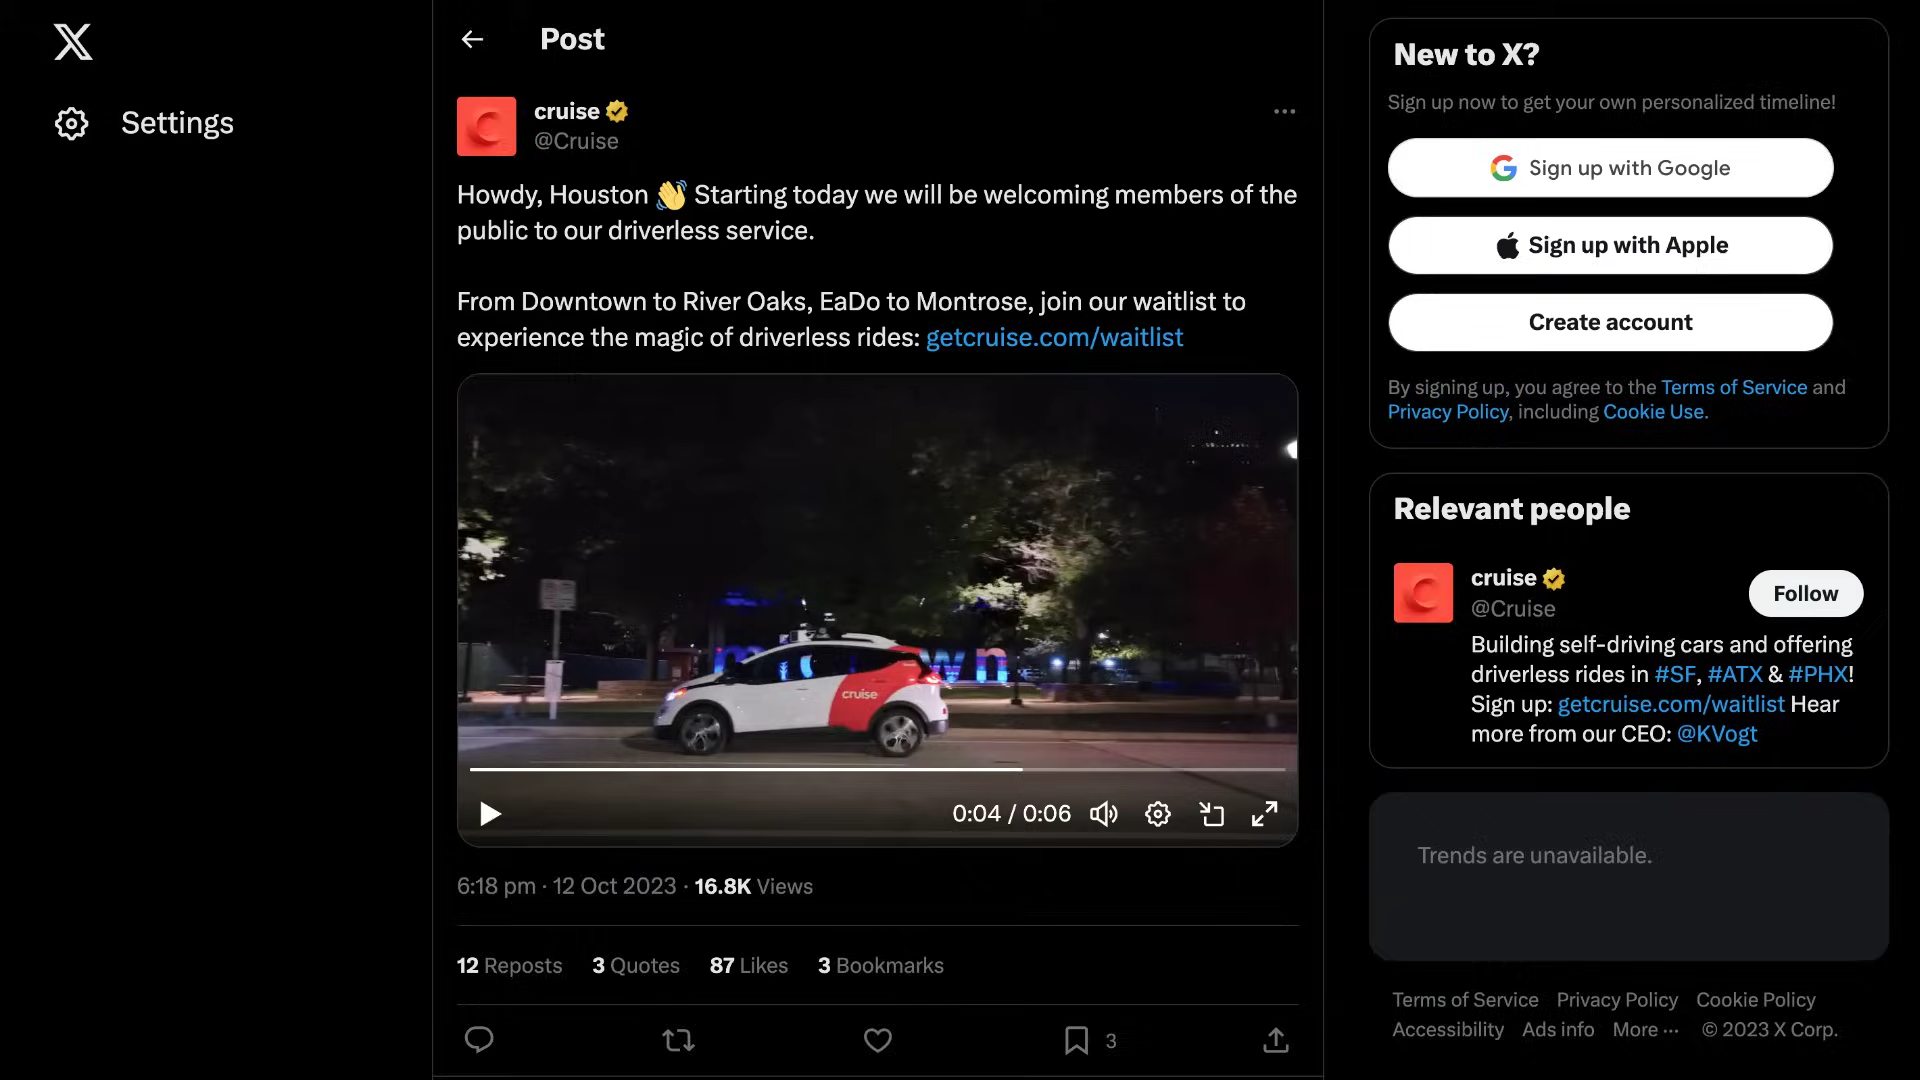 Settings
Post
cruise
@Cruise
Howdy, Houston 👋 Starting today we will be welcoming members of the
public to our driverless service.
From Downtown to River Oaks, EaDo to Montrose, join our waitlist to
experience the magic of driverless rides: getcruise.com/waitlist
cruise
0:04 / 0:06
6:18 pm · 12 Oct 2023 · 16.8K Views
12 Reposts 3 Quotes 87 Likes 3 Bookmarks
3
New to X?
Sign up now to get your own personalized timeline!
Sign up with Google
Sign up with Apple
Create account
By signing up, you agree to the Terms of Service and
Privacy Policy, including Cookie Use.
Relevant people
cruise
@Cruise
Follow
Building self-driving cars and offering
driverless rides in #SF, #ATX & #PHX!
Sign up: getcruise.com/waitlist Hear
more from our CEO: @KVogt
Trends are unavailable.
Terms of Service Privacy Policy Cookie Policy
Accessibility Ads info More ··· © 2023 X Corp.